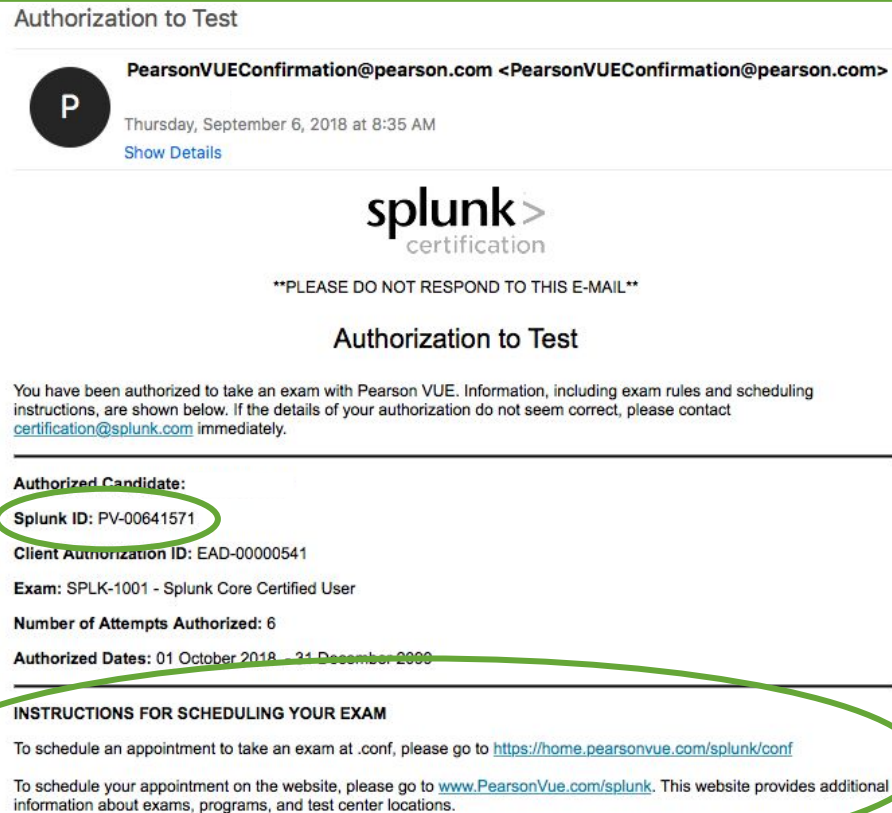 Authorization to Test
PearsonVUEConfirmation@pearson.com <PearsonVUEConfirmation@pearson.com>
P
Thursday, September 6, 2018 at 8:35 AM
Show Details
splunk>
certification
**PLEASE DO NOT RESPOND TO THIS E-MAIL**
Authorization to Test
You have been authorized to take an exam with Pearson VUE. Information, including exam rules and scheduling
instructions, are shown below. If the details of your authorization do not seem correct, please contact
certification@splunk.com immediately.
Authorized Candidate:
Splunk ID: PV-00641571
Client Authorization ID: EAD-00000541
Exam: SPLK-1001 - Splunk Core Certified User
Number of Attempts Authorized: 6
Authorized Dates: 01 October 2018 - 31 December
INSTRUCTIONS FOR SCHEDULING YOUR EXAM
To schedule an appointment to take an exam at .conf, please go to https://home.pearsonvue.com/splunk/conf
To schedule your appointment on the website, please go to www.PearsonVue.com/splunk. This website provides additional
information about exams, programs, and test center locations.